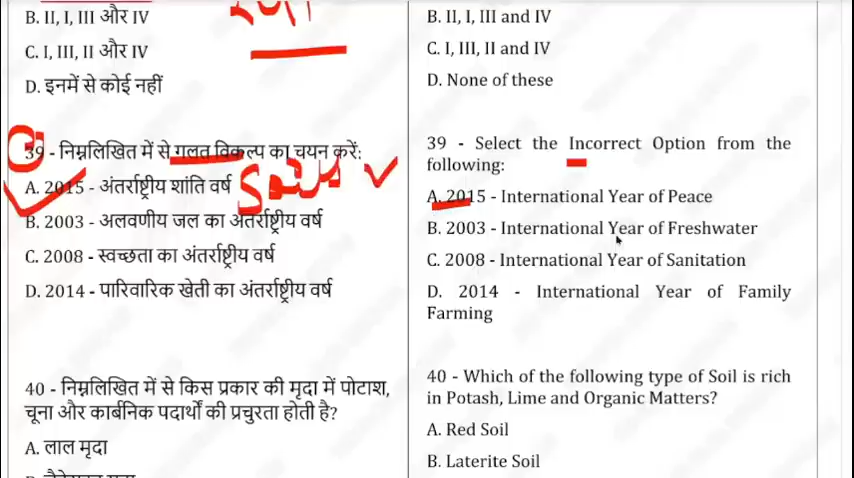 B. II, I, III और IV
C. I, III, II और IV
D. इनमें से कोई नहीं
39 - निम्नलिखित में से गलत विकल्प का चयन करें:
A. 2015 - अंतर्राष्ट्रीय शांति वर्ष
B. 2003 - अलवणीय जल का अंतर्राष्ट्रीय वर्ष
C. 2008 - स्वच्छता का अंतर्राष्ट्रीय वर्ष
D. 2014 - पारिवारिक खेती का अंतर्राष्ट्रीय वर्ष
40 - निम्नलिखित में से किस प्रकार की मृदा में पोटाश,
चूना और कार्बनिक पदार्थों की प्रचुरता होती है?
A. लाल मृदा
B. II, I, III and IV
C. I, III, II and IV
D. None of these
39 - Select the Incorrect Option from the
following:
A. 2015 - International Year of Peace
B. 2003 - International Year of Freshwater
C. 2008 - International Year of Sanitation
D. 2014 - International Year of Family
Farming
40 - Which of the following type of Soil is rich
in Potash, Lime and Organic Matters?
A. Red Soil
B. Laterite Soil